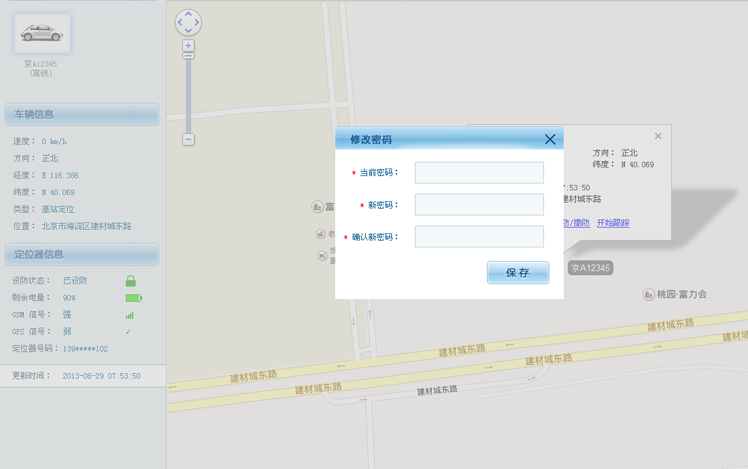 京A12345
(离线)
车辆信息
速度： 0 km/h
方向： 正北
经度： E 116.386
纬度： N 40.069
类型： 基站定位
位置： 北京市海淀区建材城东路
定位器信息
设防状态： 已设防
剩余电量： 90%
GSM 信号： 强
GPS 信号： 弱
定位器号码：139*****102
更新时间： 2013-08-29 07:53:50
修改密码
* 当前密码：
* 新密码：
* 确认新密码：
保存
方向： 正北
纬度： N 40.069
7:53:50
建材城东路
防/撤防 开始跟踪
京A12345
富
老
桃园·富力会
建材城东路
建材城东路
建材城东路
建材城东路
建材城东路
建材城东路
建材城东路